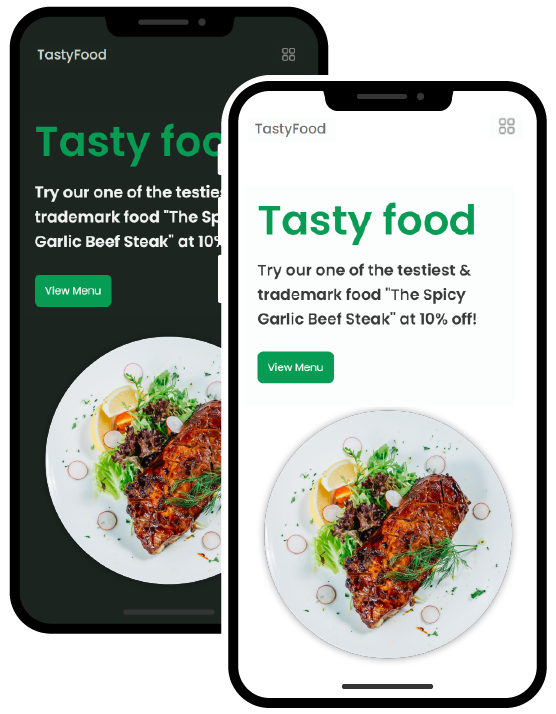 TastyFood
Tasty foo
Try our one of the testies
trademark food "The Sp
Garlic Beef Steak" at 10%
View Menu
TastyFood
Tasty food
Try our one of the testiest &
trademark food "The Spicy
Garlic Beef Steak" at 10% off!
View Menu